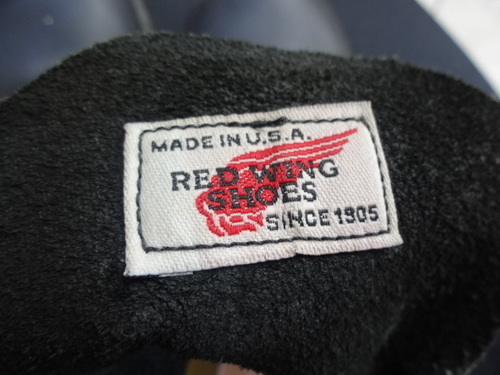 MADE IN U.S.A.
RED WING
SHOES
SINCE 1905